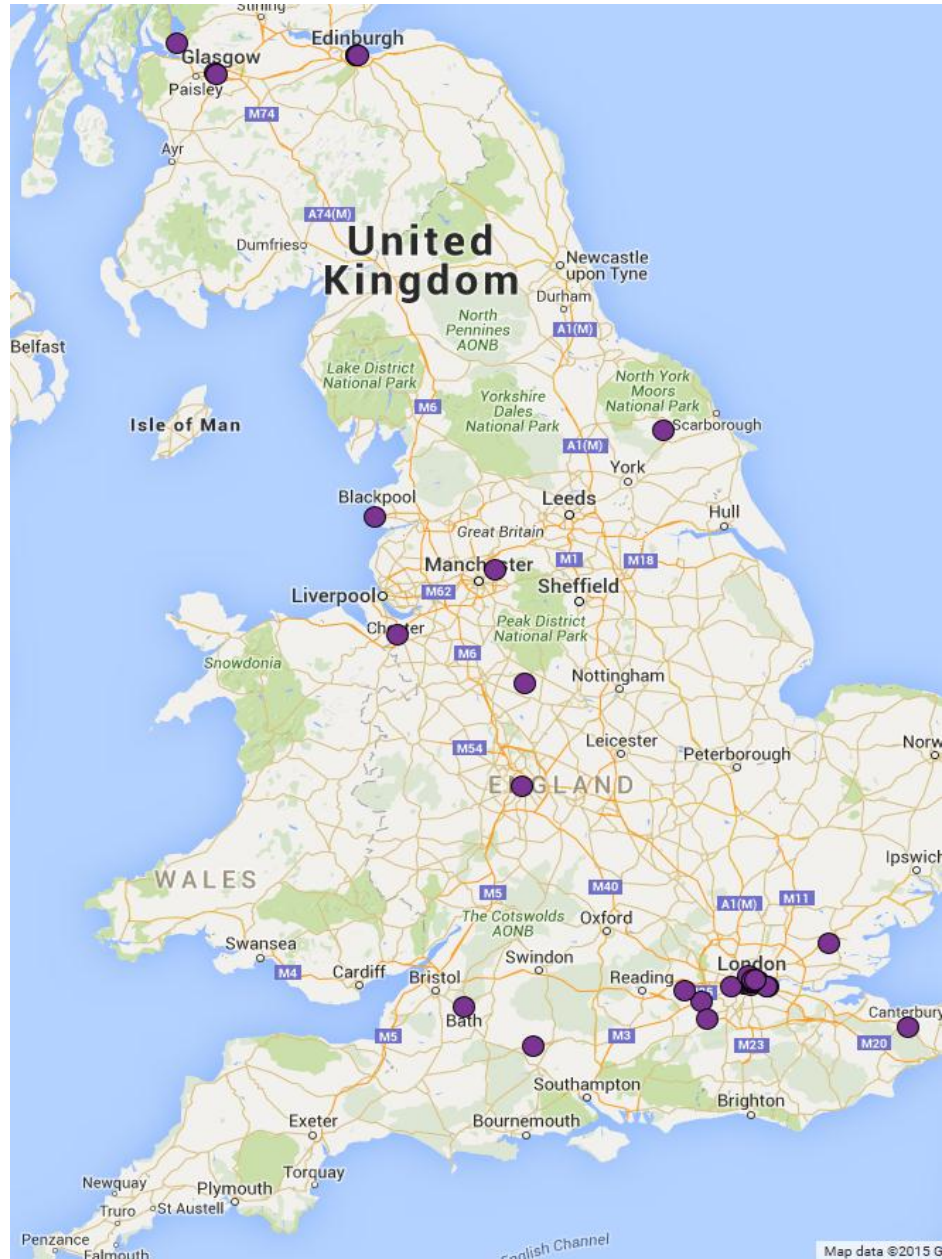 Stirling
Edinburgh
Glasgow
Paisley
M74
Ayr
A74(M)
Dumfries
United
Kingdom
Newcastle
upon Tyne
Durham
North
Pennines
AONB
A1(M)
Belfast
Lake District
National Park
North York
Moors
National Park
Yorkshire
Dales
National Park
M6
Isle of Man
Scarborough
A1(M)
York
Blackpool
Leeds
Hull
Great Britain
M1
M18
Manchester
M62
Liverpool
Sheffield
Peak District
National Park
Chester
M6
Snowdonia
Nottingham
M54
Leicester
Peterborough
Norw
ENGLAND
Ipswich
WALES
M5
M40
A1(M)
M11
The Cotswolds
AONB
Oxford
Swansea
London
M4
Cardiff
Swindon
Bristol
Reading
Bath
Canterbury
M5
M3
M23
M20
Southampton
Exeter
Bournemouth
Brighton
Torquay
Newquay
Plymouth
Truro
St Austell
Penzance
Falmouth
English Channel
Map data ©2015 G